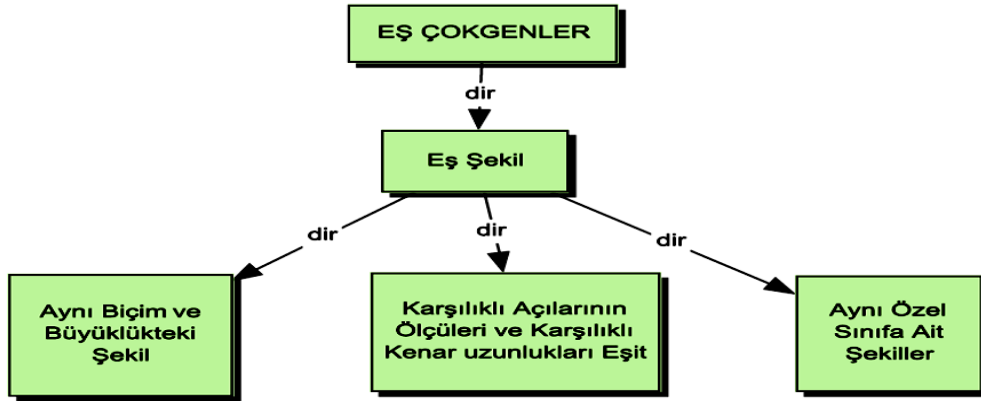 EŞ ÇOKGENLER
dir
Eş Şekil
dir
dir
dir
Aynı Biçim ve
Büyüklükteki
Şekil
Karşılıklı Açılarının
Ölçüleri ve Karşılıklı
Kenar uzunlukları Eşit
Aynı Özel
Sınıfa Ait
Şekiller